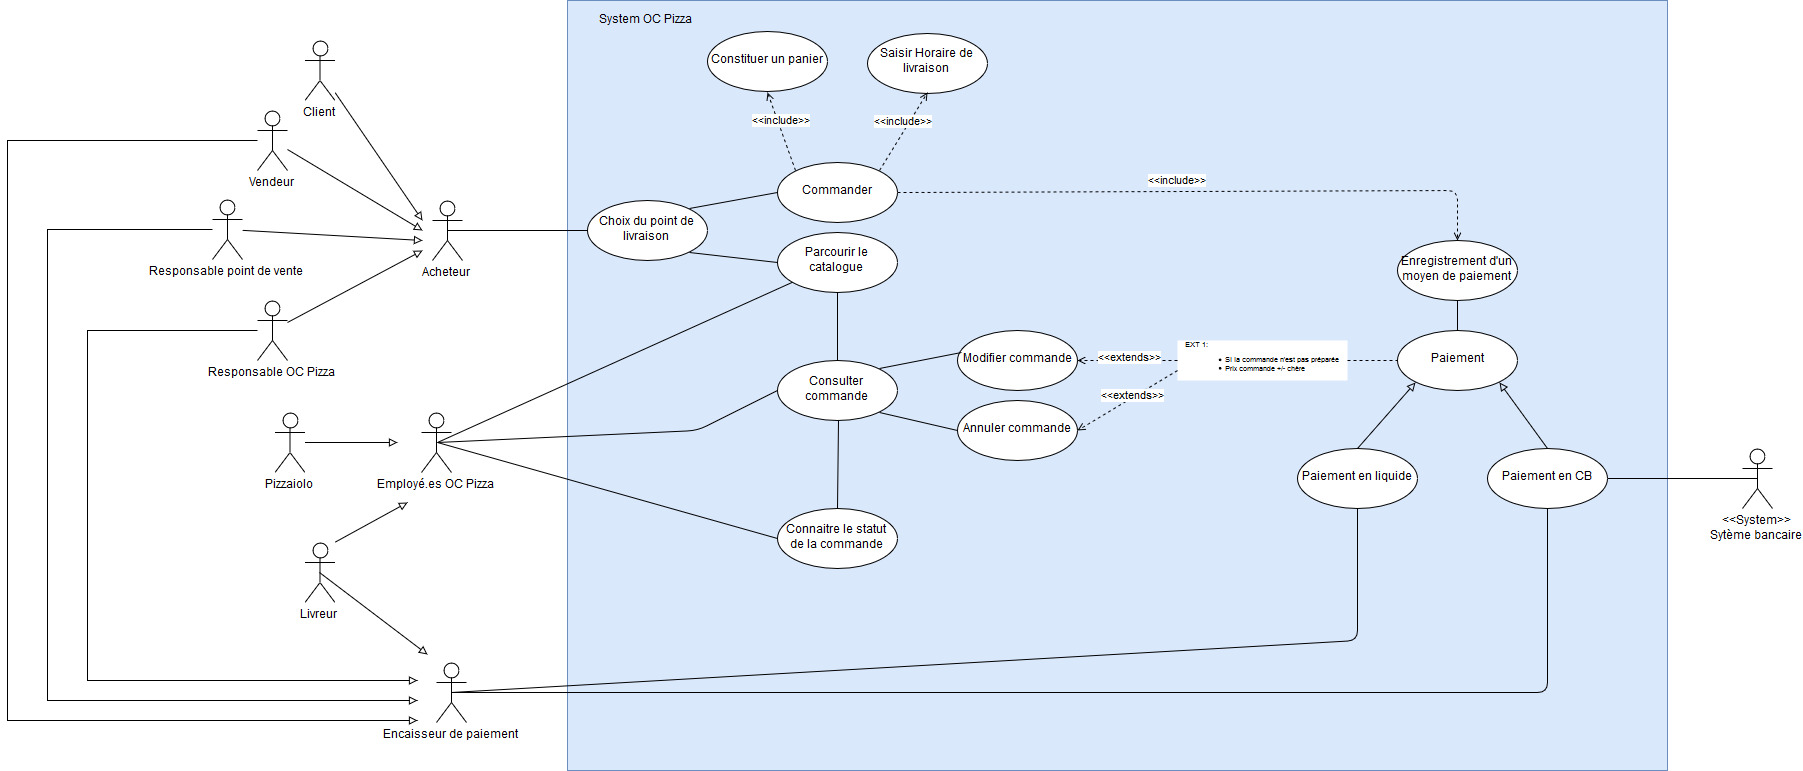 System OC Pizza
Constituer un panier
Saisir Horaire de
livraison
Client
<<include>>
<<include>>
Vendeur
Commander
<<include>>
Choix du point de
livraison
Responsable point de vente
Acheteur
Parcourir le
catalogue
Enregistrement d'un
moyen de paiement
Responsable OC Pizza
Modifier commande
<<extends>>
EXT 1:
• SI la commande n'est pas préparée
• Prix commande +/- chère
Paiement
Consulter
commande
<<extends>>
Annuler commande
Pizzaiolo
Employé.es OC Pizza
Paiement en liquide
Paiement en CB
<<System>>
Sytème bancaire
Connaitre le statut
de la commande
Livreur
Encaisseur de paiement